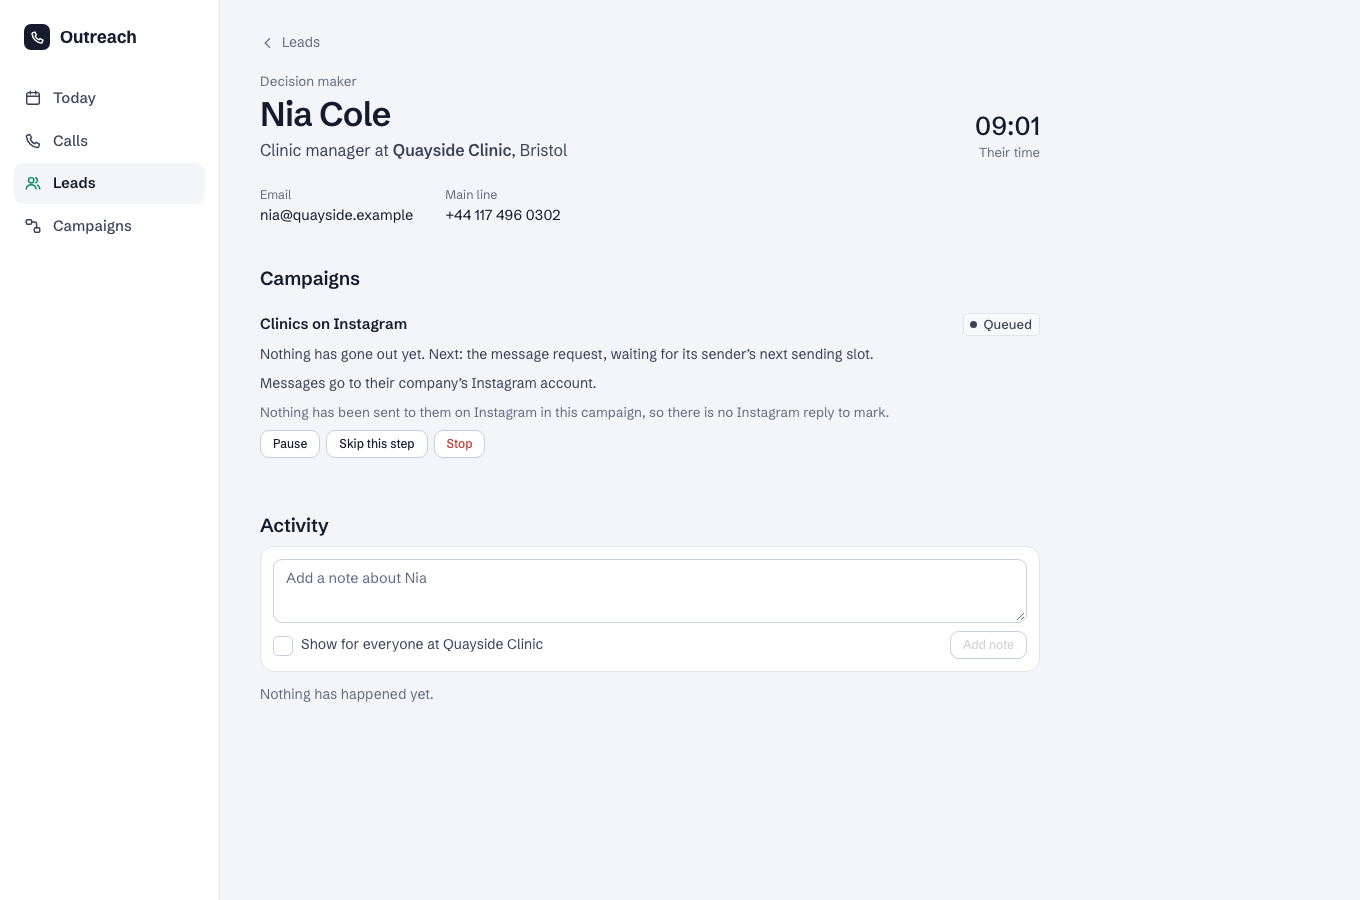 Outreach
Today
Calls
Leads
Campaigns
Leads
Decision maker
Nia Cole
Clinic manager at Quayside Clinic, Bristol
09:01
Their time
Email
nia@quayside.example
Main line
+44 117 496 0302
Campaigns
Clinics on Instagram
Queued
Nothing has gone out yet. Next: the message request, waiting for its sender’s next sending slot.
Messages go to their company’s Instagram account.
Nothing has been sent to them on Instagram in this campaign, so there is no Instagram reply to mark.
Pause
Skip this step
Stop
Activity
Add a note about Nia
Show for everyone at Quayside Clinic
Add note
Nothing has happened yet.